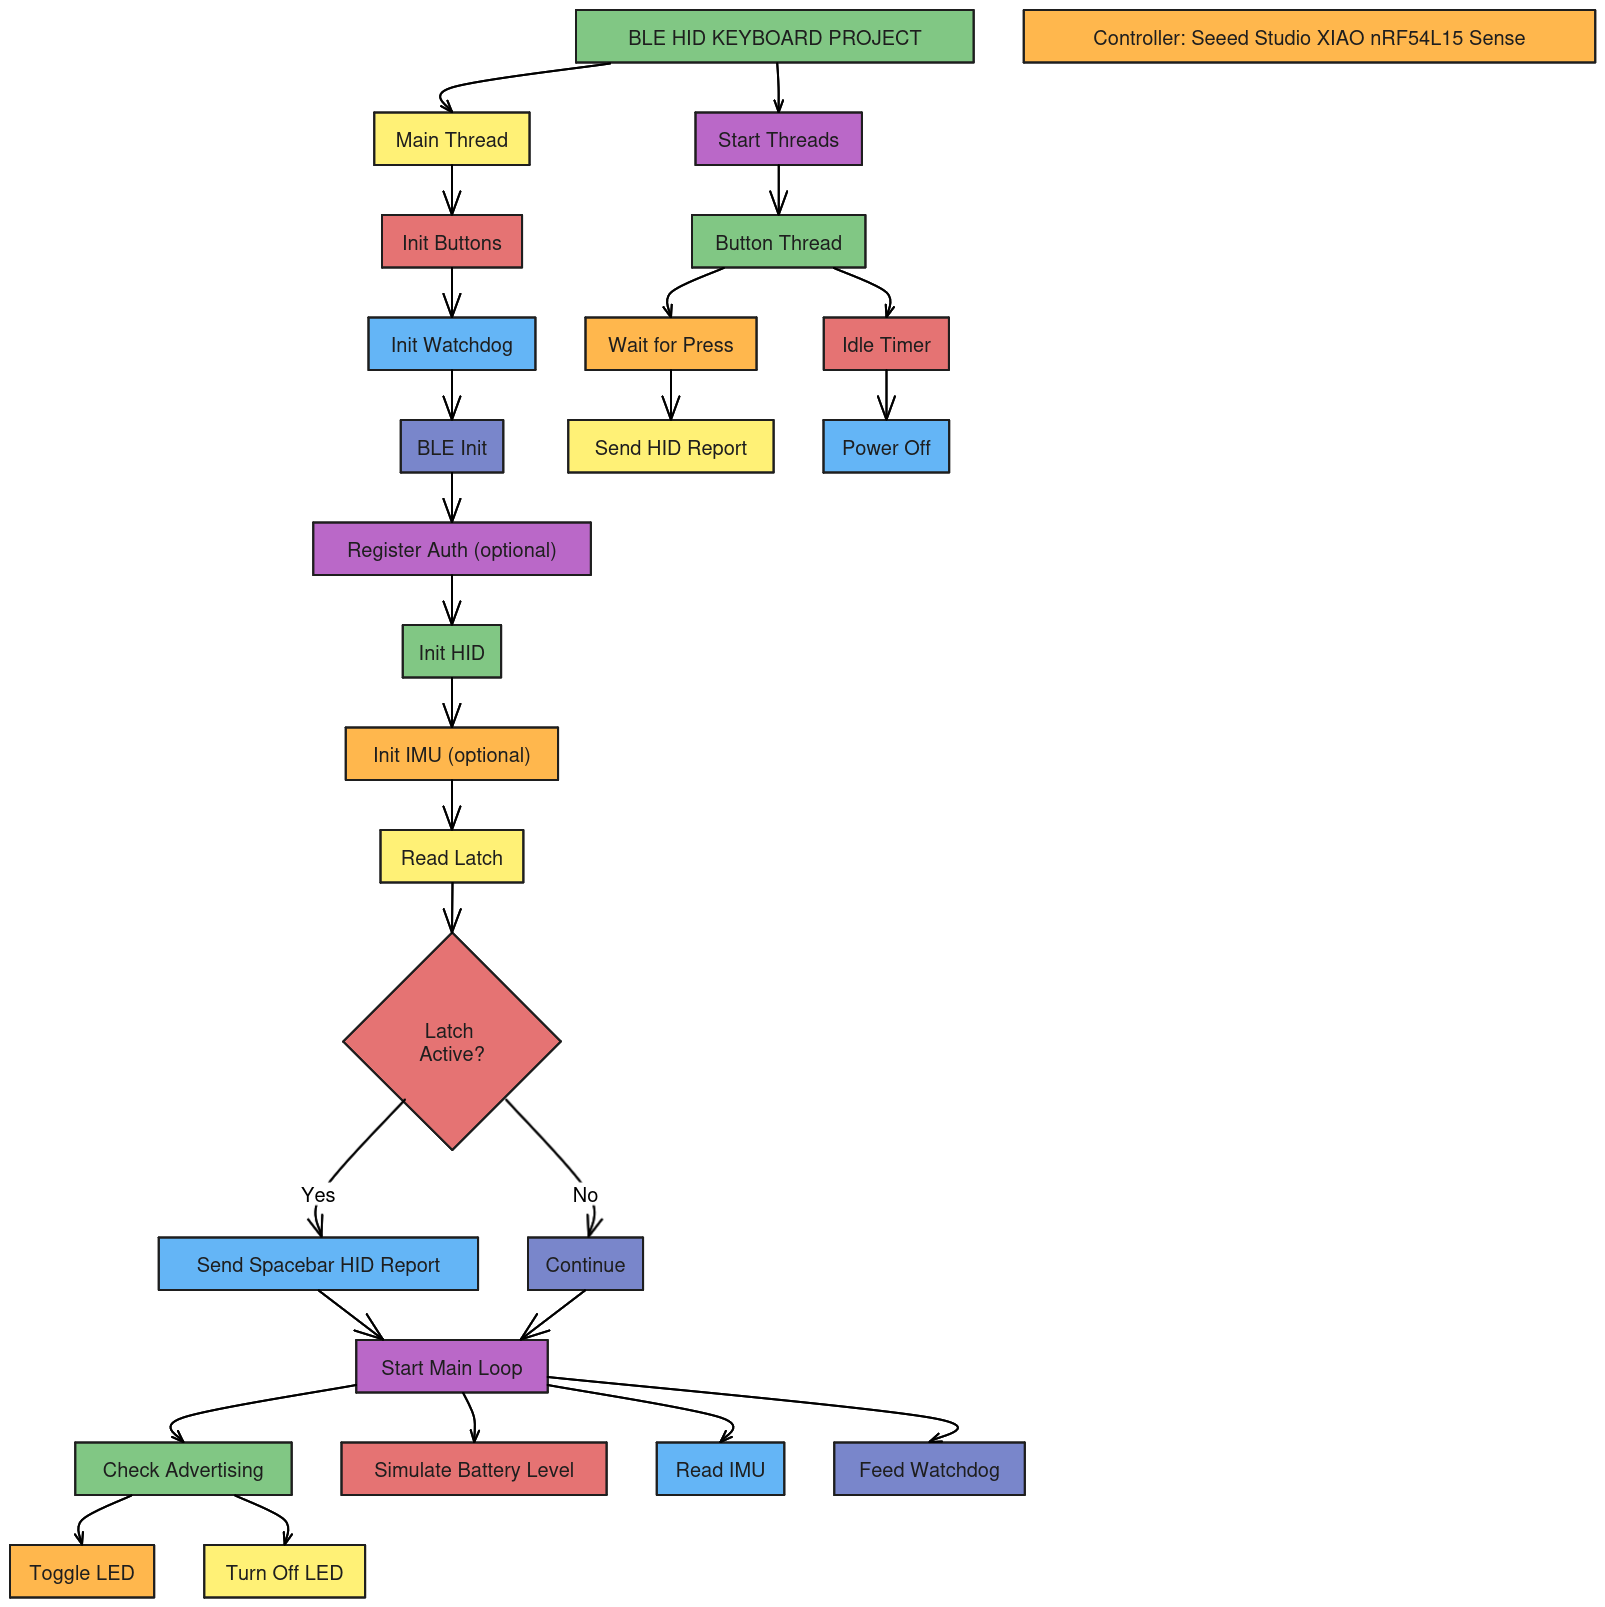 BLE HID KEYBOARD PROJECT
Controller: Seeed Studio XIAO nRF54L15 Sense
Main Thread
Start Threads
Init Buttons
Button Thread
Init Watchdog
Wait for Press
Idle Timer
BLE Init
Send HID Report
Power Off
Register Auth (optional)
Init HID
Init IMU (optional)
Read Latch
Latch
Active?
Yes
No
Send Spacebar HID Report
Continue
Start Main Loop
Check Advertising
Simulate Battery Level
Read IMU
Feed Watchdog
Toggle LED
Turn Off LED